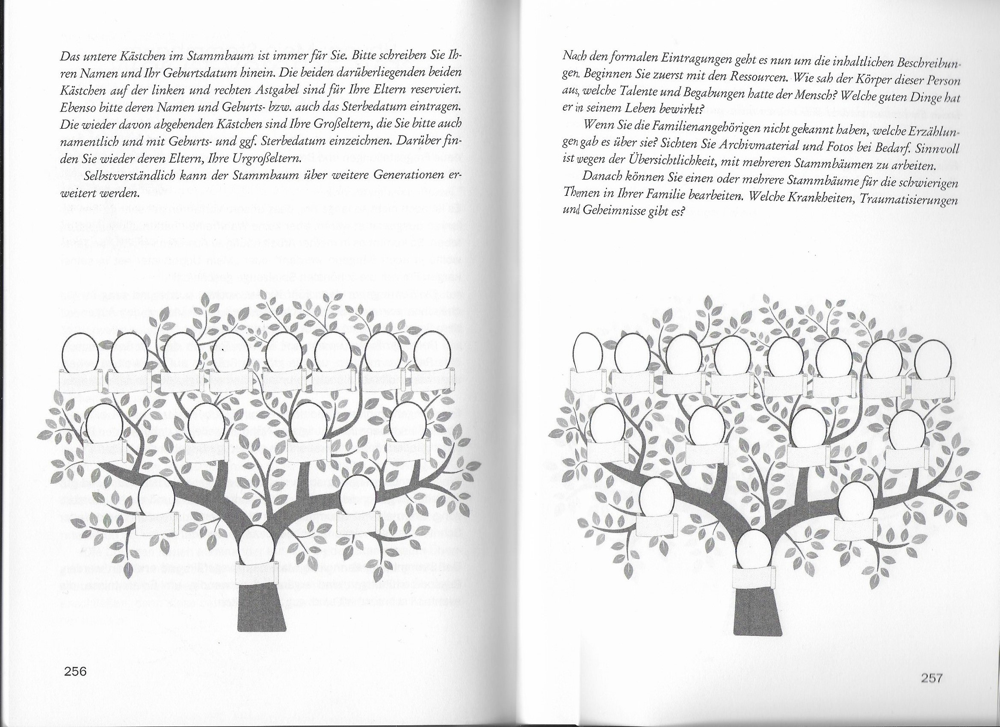 Das untere Kästchen im Stammbaum ist immer für Sie. Bitte schreiben Sie Ih-
ren Namen und Ihr Geburtsdatum hinein. Die beiden darüberliegenden beiden
Kästchen auf der linken und rechten Astgabel sind für Ihre Eltern reserviert.
Ebenso bitte deren Namen und Geburts- bzw. auch das Sterbedatum eintragen.
Die wieder davon abgehenden Kästchen sind Ihre Großeltern, die Sie bitte auch
namentlich und mit Geburts- und ggf. Sterbedatum einzeichnen. Darüber fin-
den Sie wieder deren Eltern, Ihre Urgroßeltern.
Selbstverständlich kann der Stammbaum über weitere Generationen er-
weitert werden.
256
Nach den formalen Eintragungen geht es nun um die inhaltlichen Beschreibun-
gen. Beginnen Sie zuerst mit den Ressourcen. Wie sah der Körper dieser Person
aus, welche Talente und Begabungen hatte der Mensch? Welche guten Dinge hat
er in seinem Leben bewirkt?
Wenn Sie die Familienangehörigen nicht gekannt haben, welche Erzählun-
gen gab es über sie? Sichten Sie Archivmaterial und Fotos bei Bedarf. Sinnvoll
ist wegen der Übersichtlichkeit, mit mehreren Stammbäumen zu arbeiten.
Danach können Sie einen oder mehrere Stammbäume für die schwierigen
Themen in Ihrer Familie bearbeiten. Welche Krankheiten, Traumatisierungen
und Geheimnisse gibt es?
257